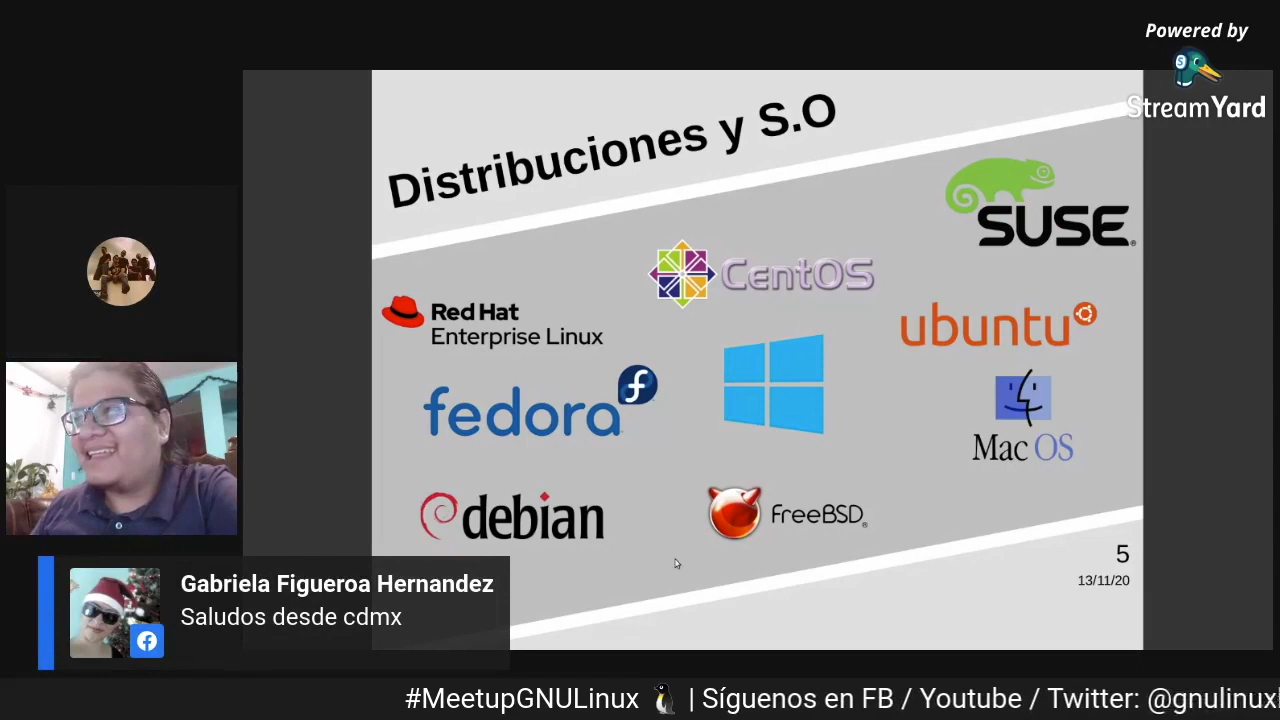 Powered by
StreamYard
Distribuciones y S.O
SUSE
CentOS
Red Hat
Enterprise Linux
ubuntu
fedora
Mac OS
debian
FreeBSD
5
13/11/20
Gabriela Figueroa Hernandez
Saludos desde cdmx
#MeetupGNULinux 🐧 | Síguenos en FB / Youtube / Twitter: @gnulinux